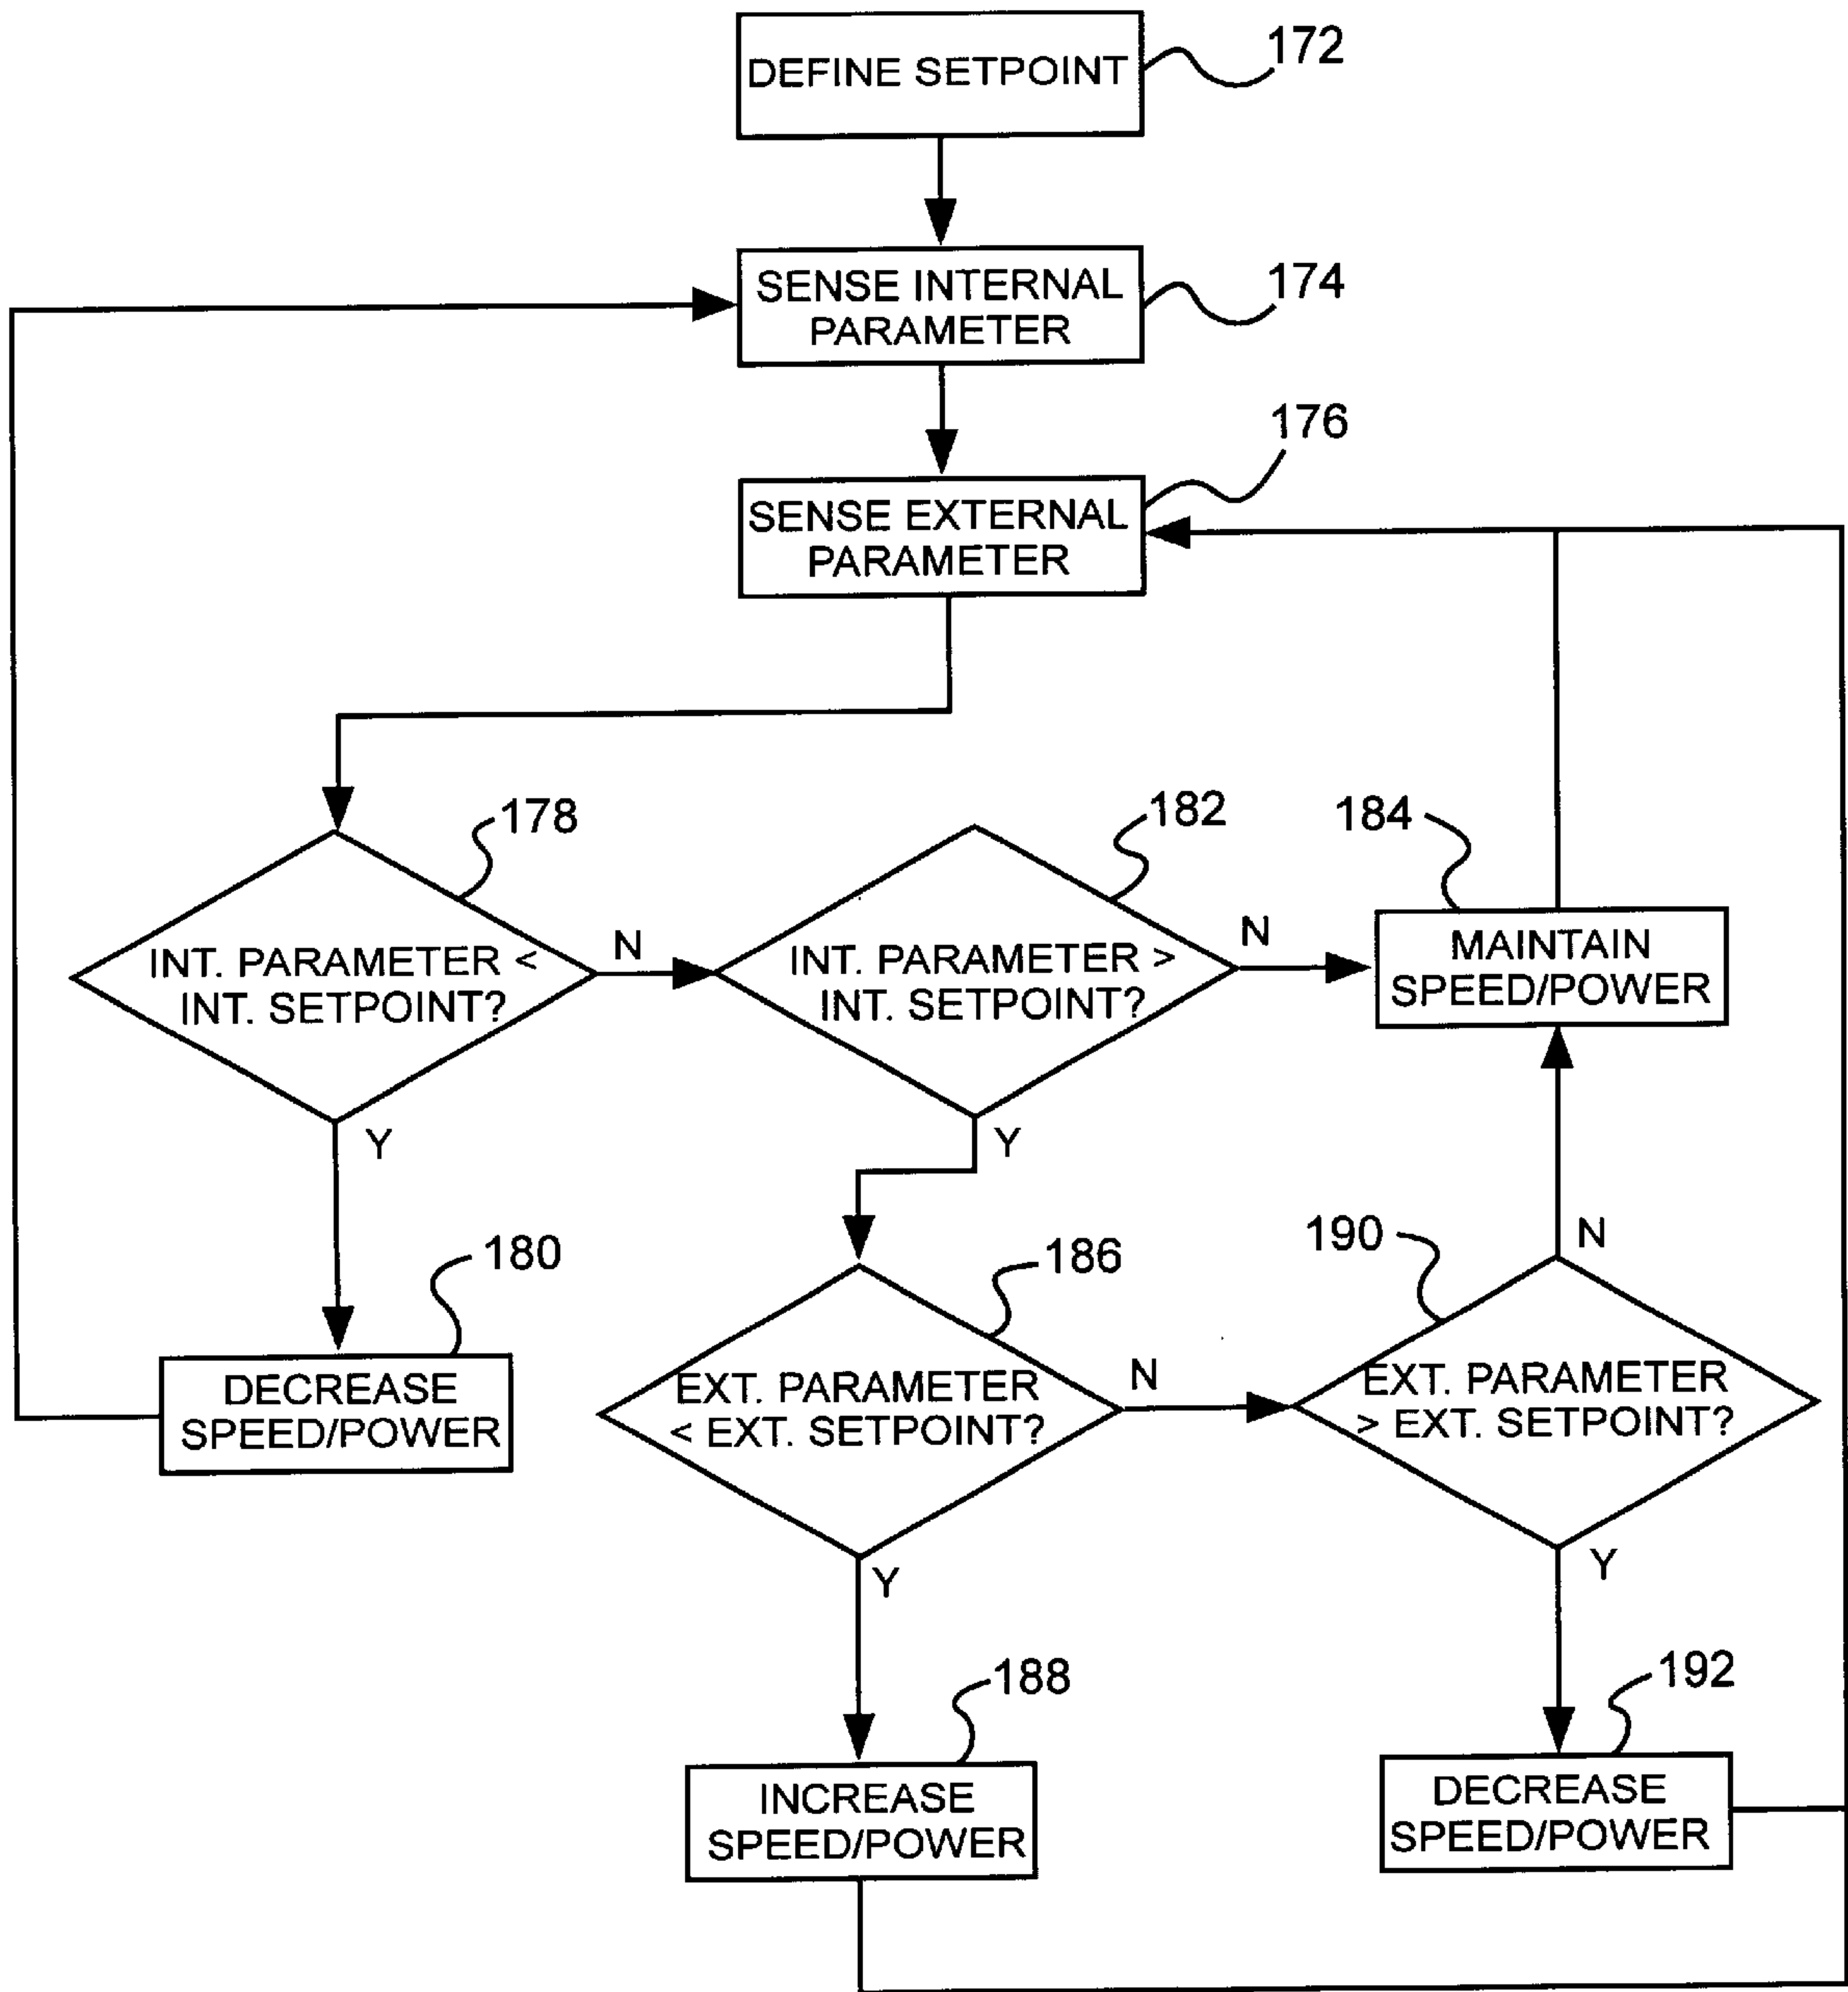 DEFINE SETPOINT
172
SENSE INTERNAL
PARAMETER
174
176
SENSE EXTERNAL
PARAMETER
178
182
184
INT. PARAMETER <
INT. SETPOINT?
N
INT. PARAMETER >
INT. SETPOINT?
N
MAINTAIN
SPEED/POWER
Y
Y
N
180
186
190
DECREASE
SPEED/POWER
EXT. PARAMETER
< EXT. SETPOINT?
N
EXT. PARAMETER
> EXT. SETPOINT?
Y
Y
188
192
INCREASE
SPEED/POWER
DECREASE
SPEED/POWER